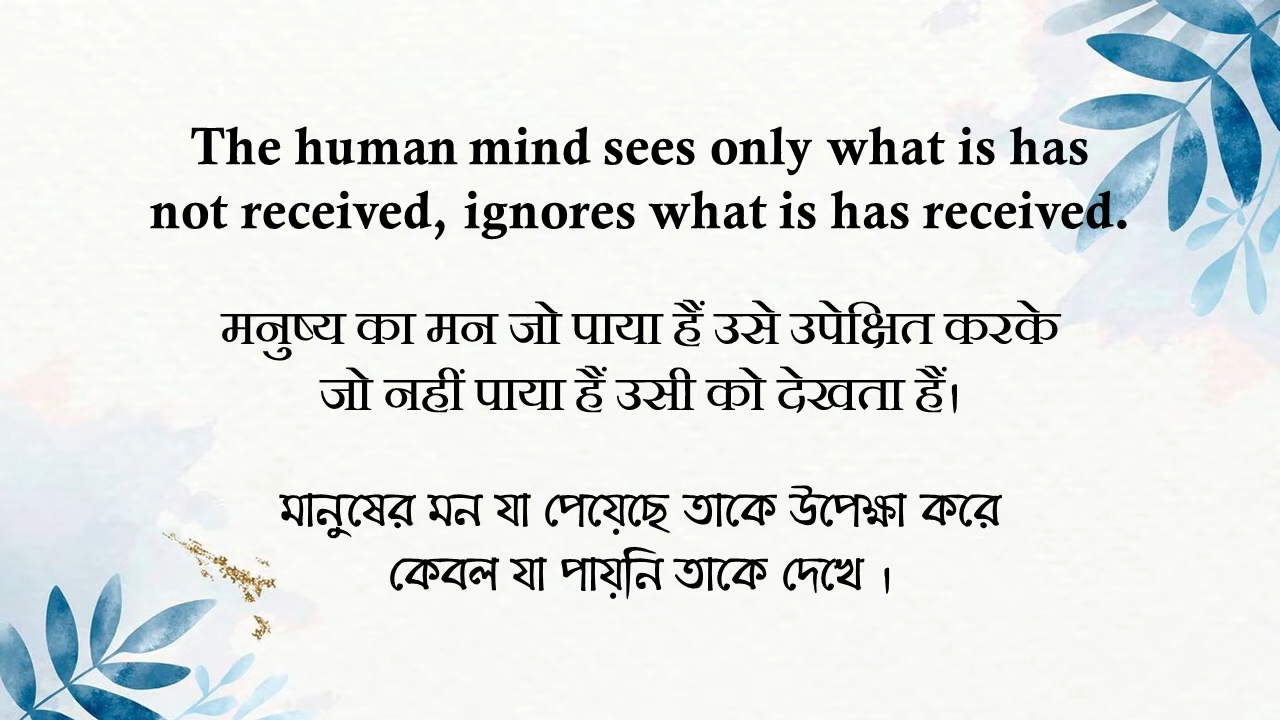 The human mind sees only what is has
not received, ignores what is has received.
मनुष्य का मन जो पाया हैं उसे उपेक्षित करके
जो नहीं पाया हैं उसी को देखता हैं।
মানুষের মন যা পেয়েছে তাকে উপেক্ষা করে
কেবল যা পায়নি তাকে দেখে ।